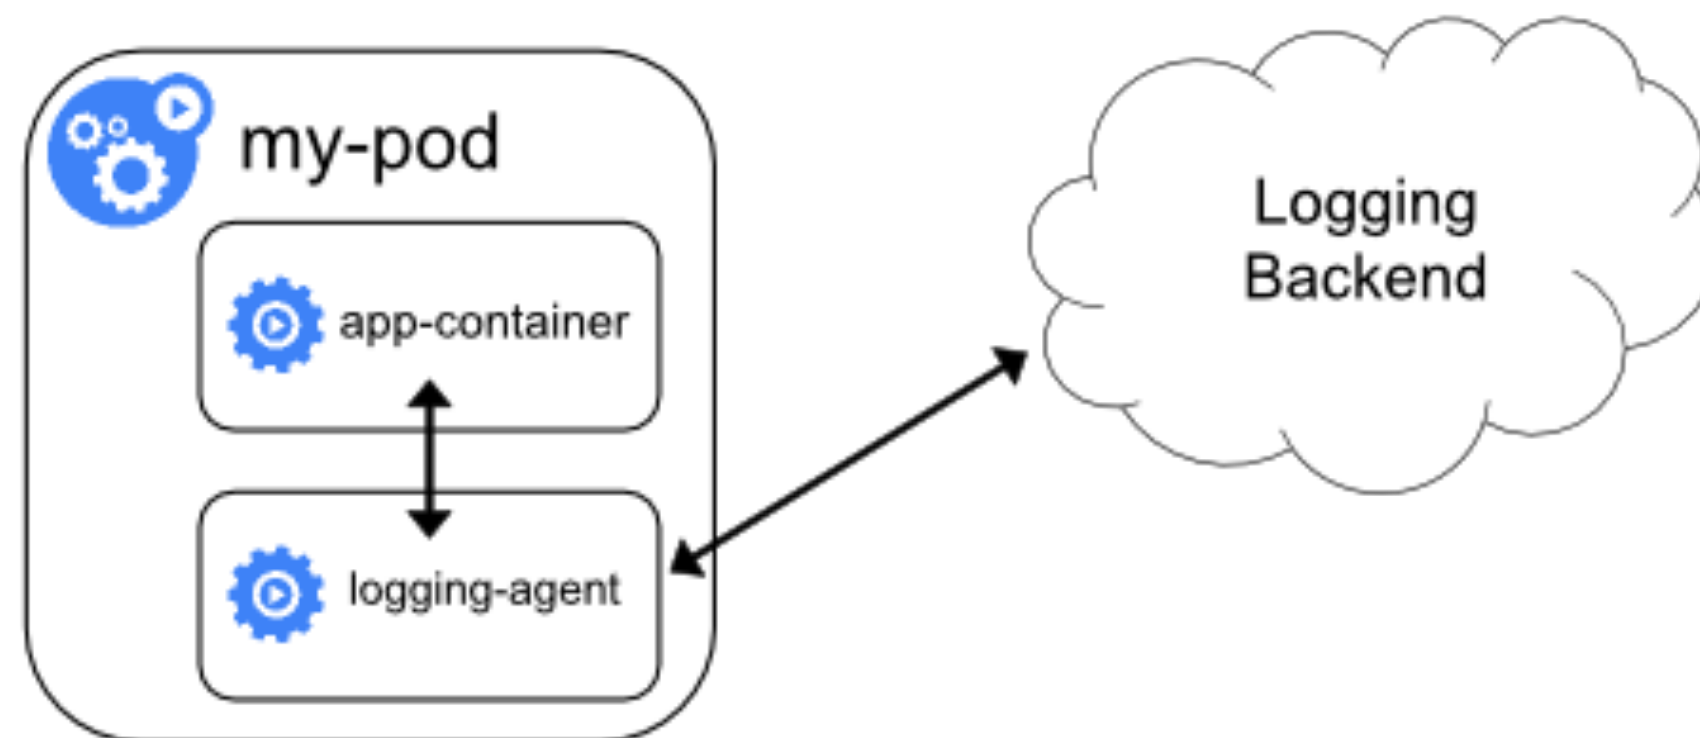 my-pod
app-container
logging-agent
Logging
Backend